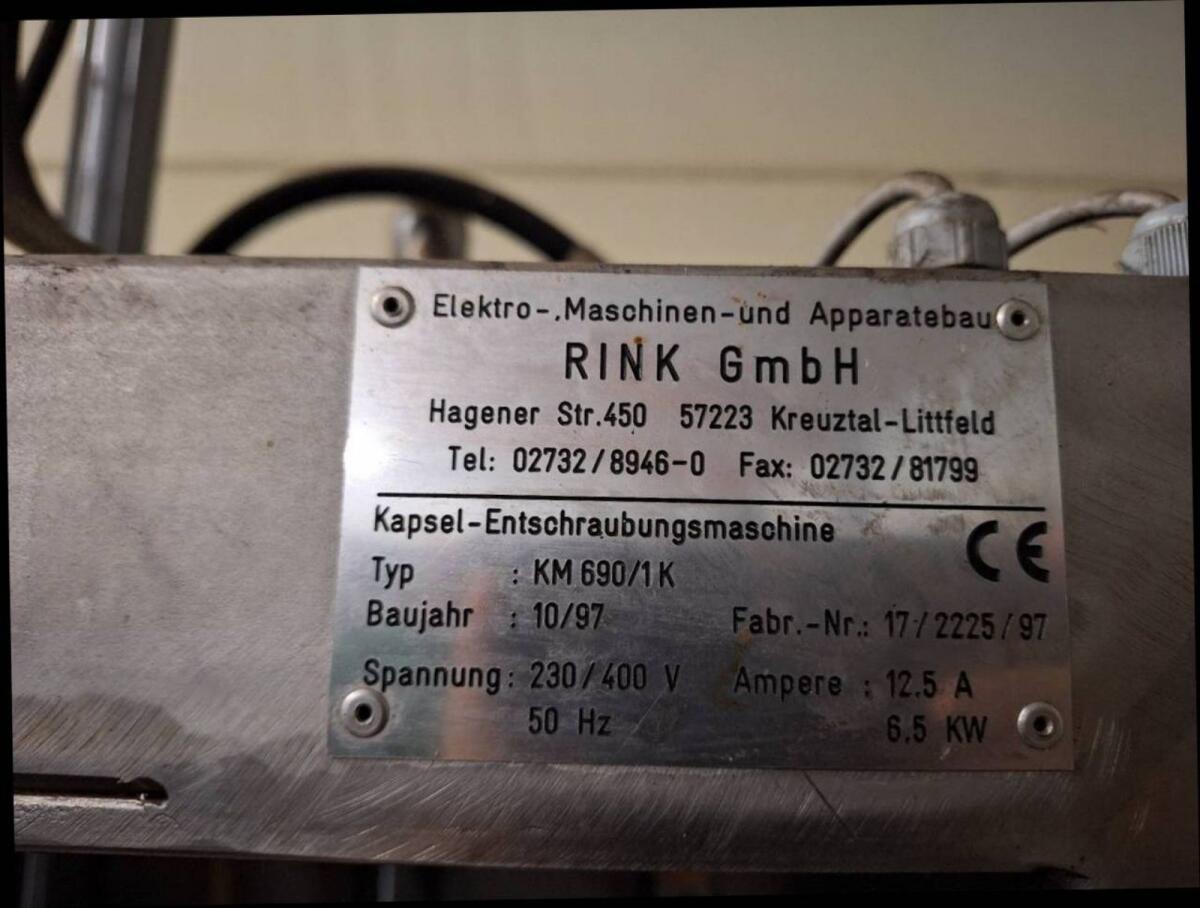 Elektro-,Maschinen-und Apparatebau
RINK GmbH
Hagener Str.450 57223 Kreuztal-Littfeld
Tel: 02732/8946-0 Fax: 02732/81799
Kapsel-Entschraubungsmaschine
CE
Typ : KM 690/1 K
Baujahr : 10/97 Fabr.-Nr.: 17/2225/97
Spannung : 230/400 V Ampere : 12.5 A
50 Hz 6.5 KW